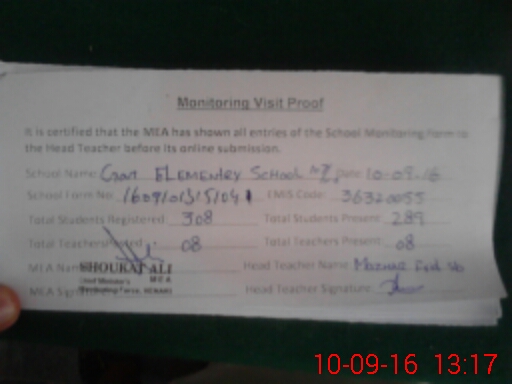 Monitoring Visit Proof
It is certified that the MEA has shown all entries of the School Monitoring Form to
the Head Teacher before its online submission.
School Name: Govt ELEMENTRY SCHOOL Date 10-09-16
School Form No. EMIS Code: 36320055
Total Students Registered 308 Total Students Present 289
Total Teachers 08 Total Teachers Present 08
MEA Name SHOUKAT ALI Head Teacher Name:
MEA
MEA Head Teacher Signature:
10-09-16 13:17